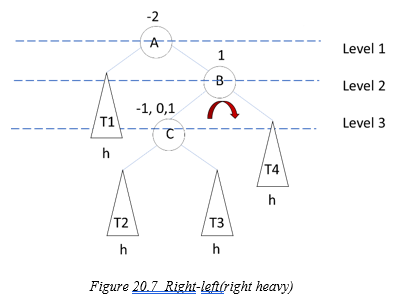 -2
A
Level 1
1
B
Level 2
-1, 0,1
T1
C
Level 3
h
T4
h
T2
T3
h
h
Figure 20.7 Right-left(right heavy)